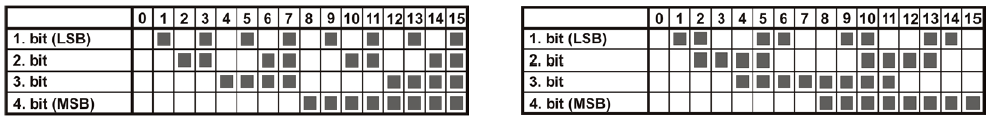 0 1 2 3 4 5 6 7 8 9 10 11 12 13 14 15
1. bit (LSB)
2. bit
3. bit
4. bit (MSB)
0 1 2 3 4 5 6 7 8 9 10 11 12 13 14 15
1. bit (LSB)
2. bit
3. bit
4. bit (MSB)